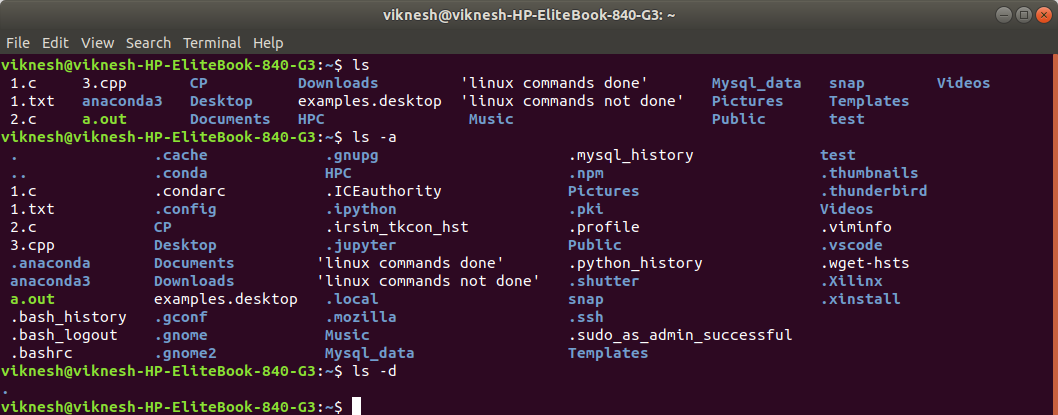 viknesh@viknesh-HP-EliteBook-840-G3: ~
File Edit View Search Terminal Help
viknesh@viknesh-HP-EliteBook-840-G3:~$ ls
1.c 3.cpp CP Downloads 'linux commands done' Mysql_data snap Videos
1.txt anaconda3 Desktop examples.desktop 'linux commands not done' Pictures Templates
2.c a.out Documents HPC Music Public test
viknesh@viknesh-HP-EliteBook-840-G3:~$ ls -a
. .cache .gnupg .mysql_history test
.. .conda HPC .npm .thumbnails
1.c .condarc .ICEauthority Pictures .thunderbird
1.txt .config .ipython .pki Videos
2.c CP .irsim_tkcon_hst .profile .viminfo
3.cpp Desktop .jupyter Public .vscode
.anaconda Documents 'linux commands done' .python_history .wget-hsts
anaconda3 Downloads 'linux commands not done' .shutter .Xilinx
a.out examples.desktop .local snap .xinstall
.bash_history .gconf .mozilla .ssh
.bash_logout .gnome Music .sudo_as_admin_successful
.bashrc .gnome2 Mysql_data Templates
viknesh@viknesh-HP-EliteBook-840-G3:~$ ls -d
.
viknesh@viknesh-HP-EliteBook-840-G3:~$